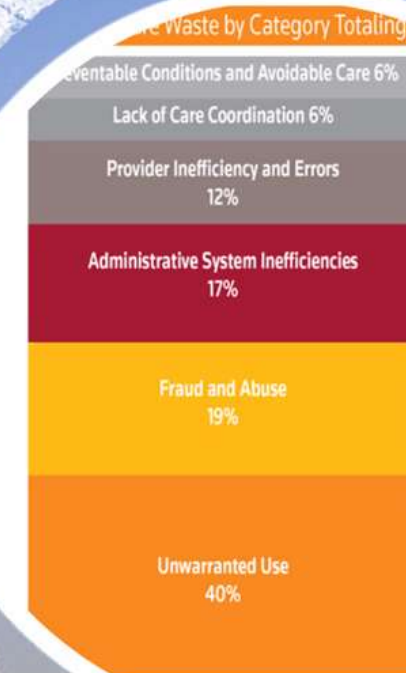 Waste by Category Totaling
Conditions and Avoidable Care 6%
Lack of Care Coordination 6%
Provider Inefficiency and Errors
12%
Administrative System Inefficiencies
17%
Fraud and Abuse
19%
Unwarranted Use
40%